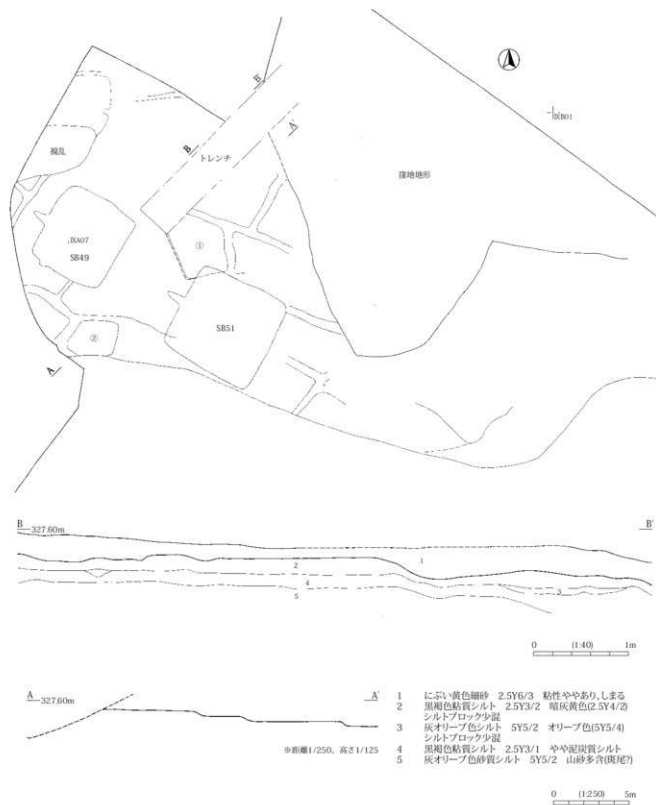 B'
ⅨB01
A'
B
トレンチ
撹乱
窪地地形
①
ⅨA07
SB49
SB51
②
A
B
327.60m
B'
1
2
4
3
5
0 (1:40) 1m
A
327.60m
A'
※距離1/250、高さ1/125
1 にぶい黄色細砂 2.5Y6/3 粘性ややあり、しまる
2 黒褐色粘質シルト 2.5Y3/2 暗灰黄色(2.5Y4/2)
シルトブロック少混
3 灰オリーブ色シルト 5Y5/2 オリーブ色(5Y5/4)
シルトブロック少混
4 黒褐色粘質シルト 2.5Y3/1 やや泥炭質シルト
5 灰オリーブ色砂質シルト 5Y5/2 山砂多含(斑尾?)
0 (1:250) 5m